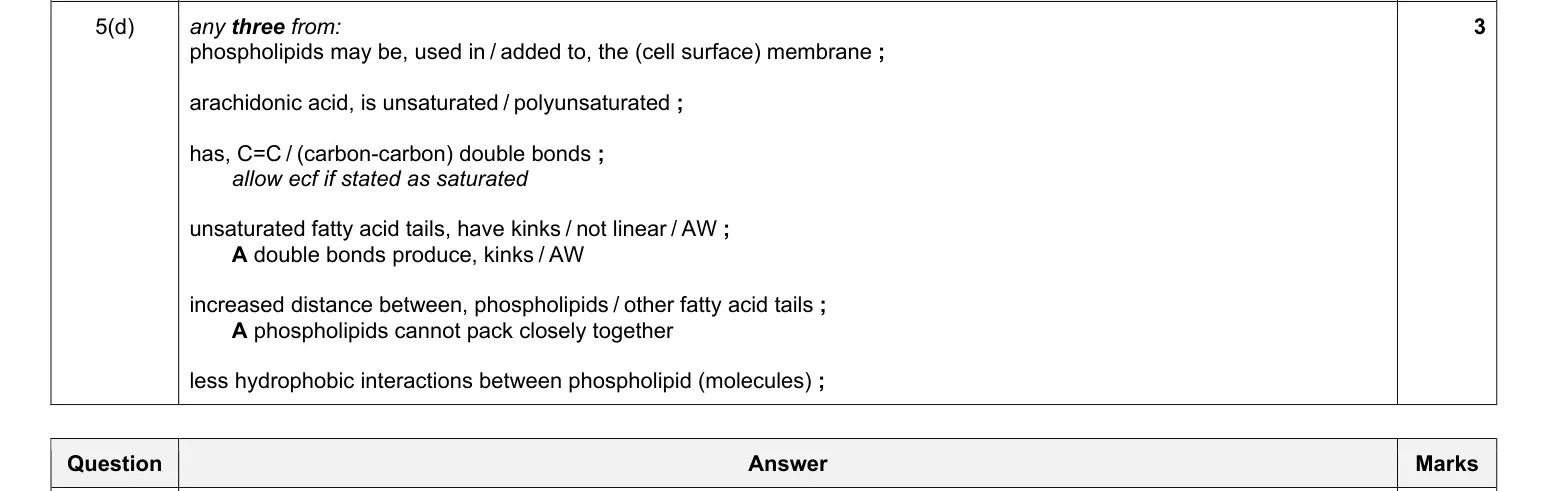 5(d) any three from: 3
phospholipids may be, used in / added to, the (cell surface) membrane ;
arachidonic acid, is unsaturated / polyunsaturated ;
has, C=C / (carbon-carbon) double bonds ;
allow ecf if stated as saturated
unsaturated fatty acid tails, have kinks / not linear / AW ;
A double bonds produce, kinks / AW
increased distance between, phospholipids / other fatty acid tails ;
A phospholipids cannot pack closely together
less hydrophobic interactions between phospholipid (molecules) ;
Question Answer Marks